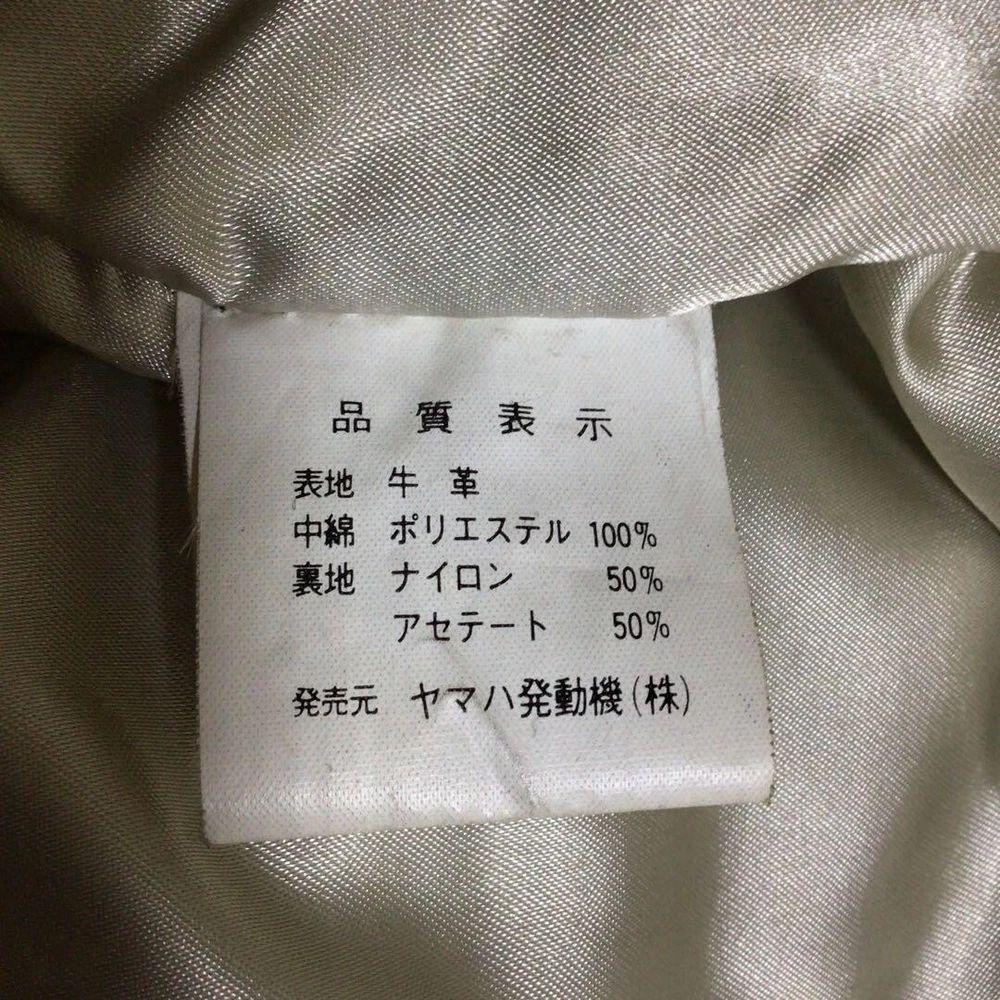 品質表示
表地 牛革
中綿 ポリエステル 100%
裏地 ナイロン 50%
アセテート 50%
発売元 ヤマハ発動機(株)